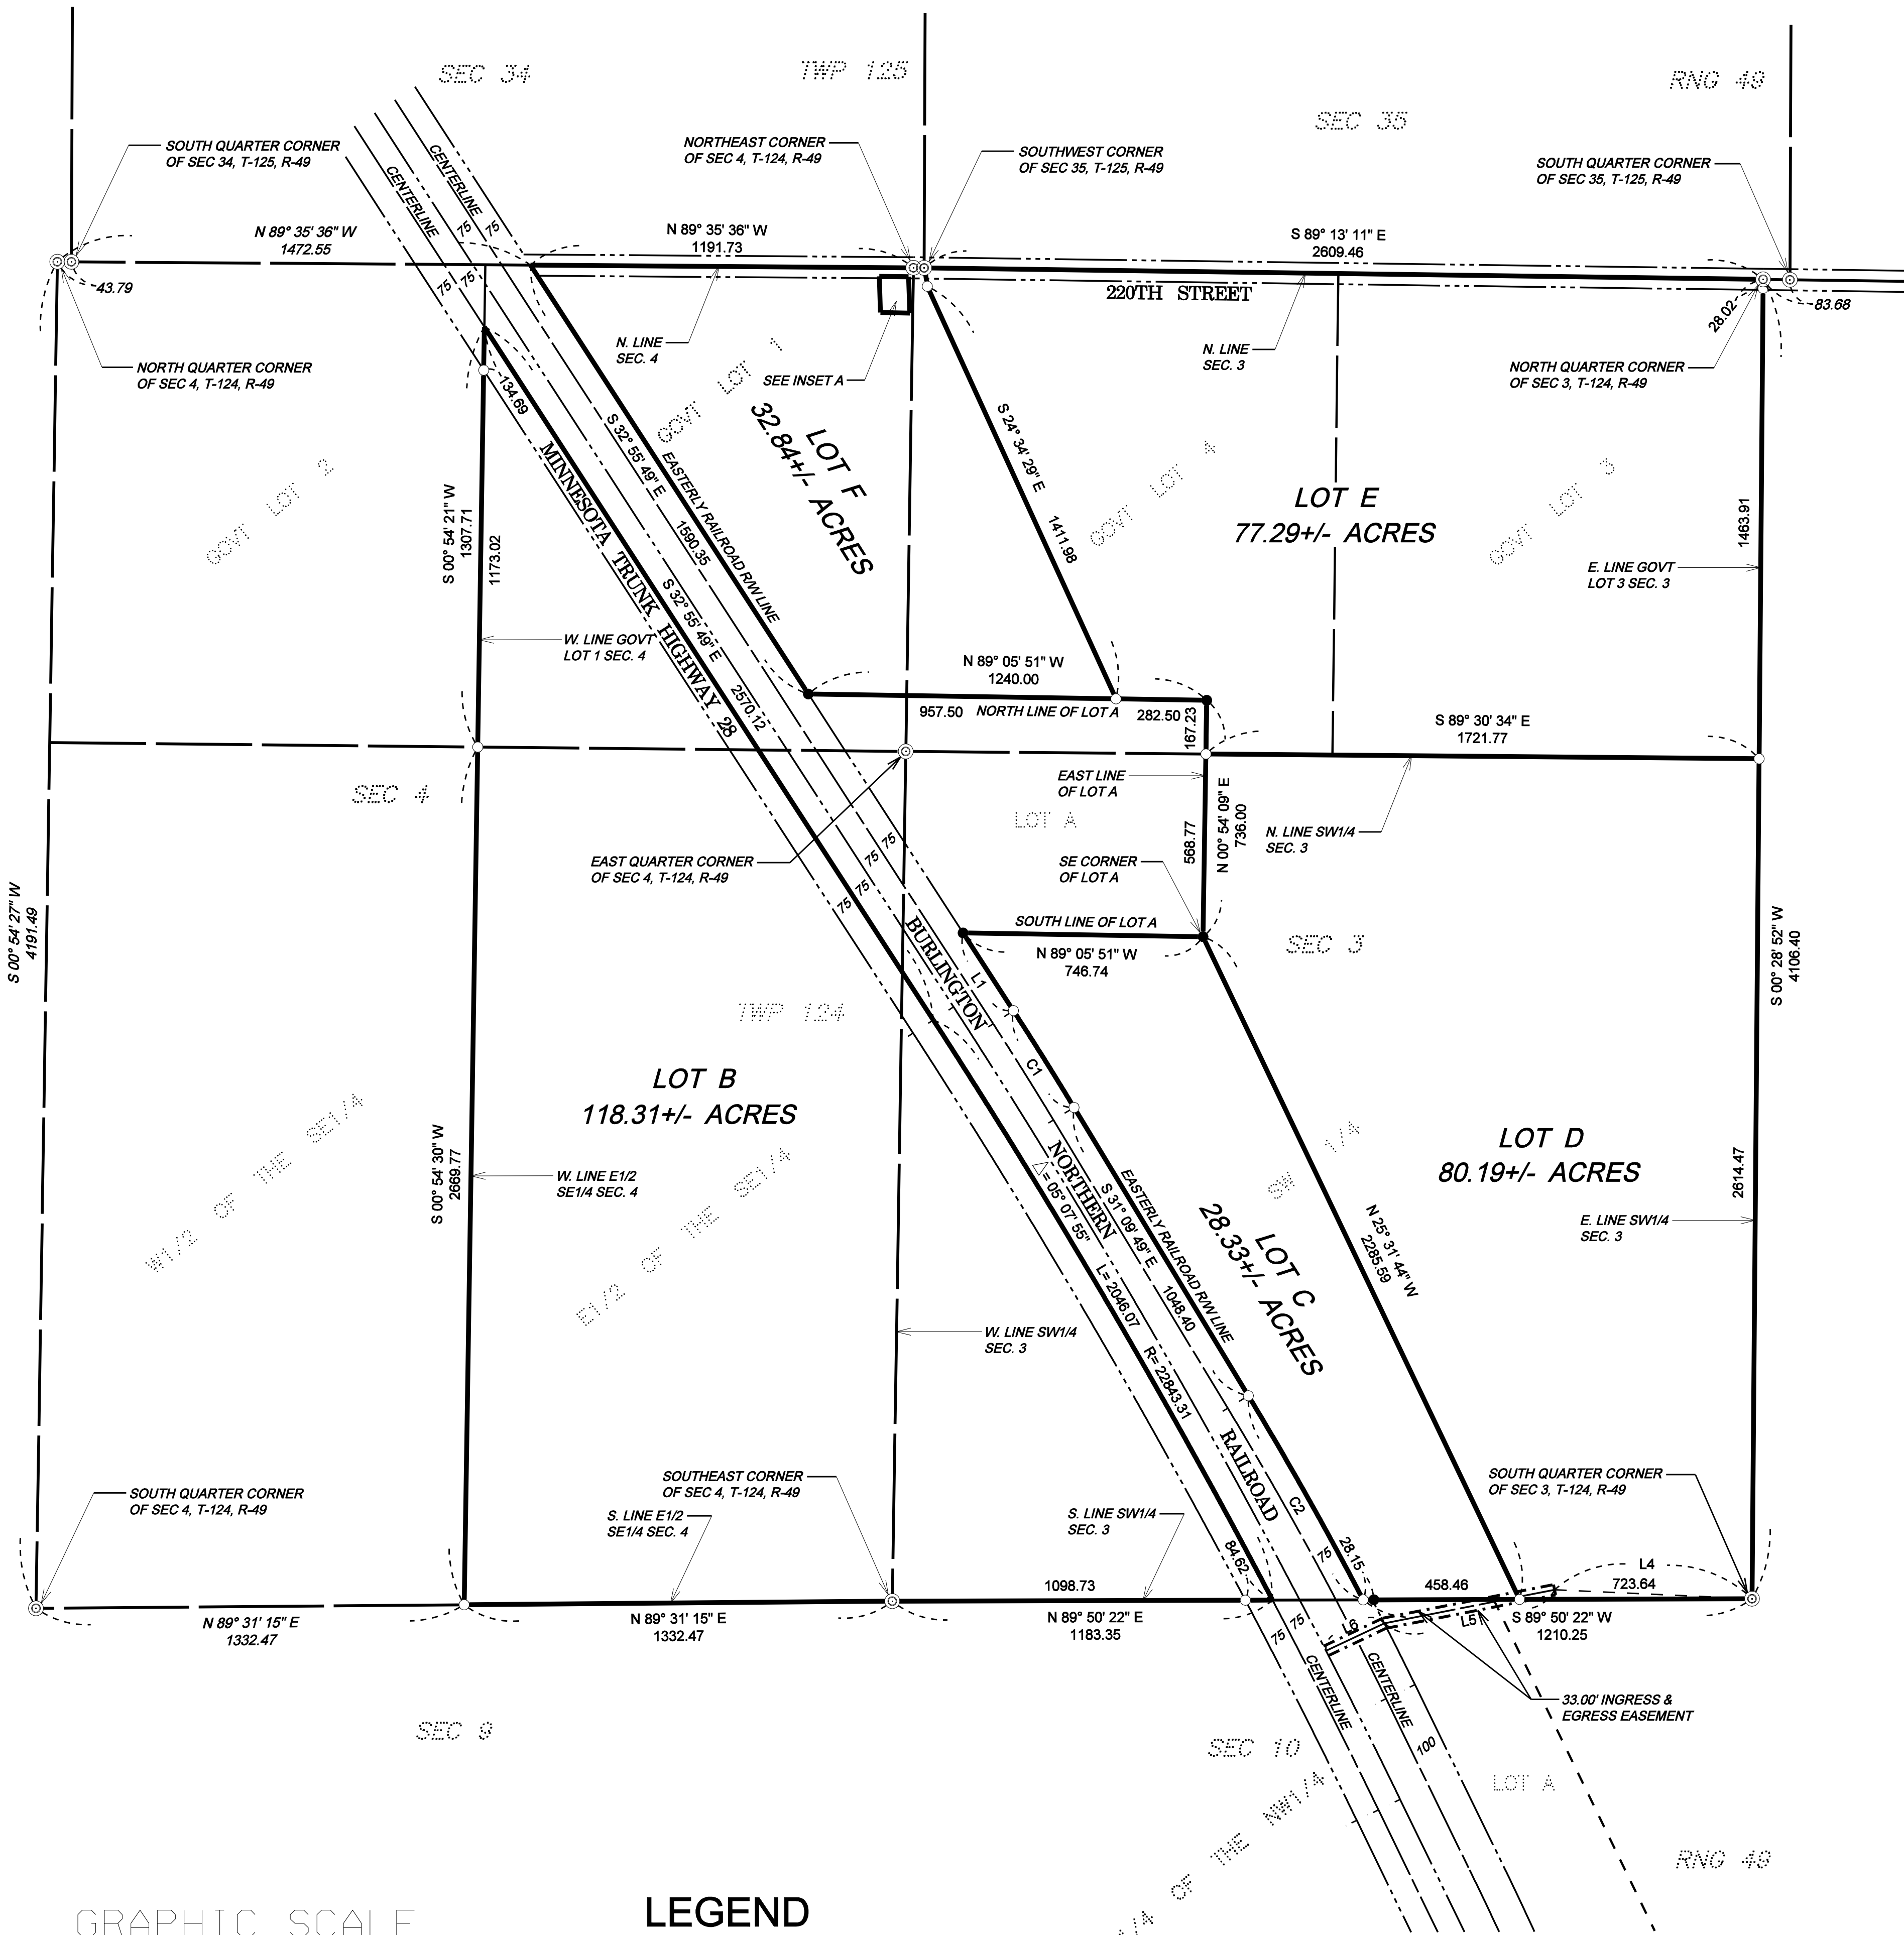 SEC 34
TWP 125
RNG 49
SEC 35
SOUTH QUARTER CORNER
OF SEC 34, T-125, R-49
NORTHEAST CORNER
OF SEC 4, T-124, R-49
SOUTHWEST CORNER
OF SEC 35, T-125, R-49
SOUTH QUARTER CORNER
OF SEC 35, T-125, R-49
CENTERLINE
CENTERLINE
75
75
75
75
N 89° 35' 36" W
1472.55
N 89° 35' 36" W
1191.73
S 89° 13' 11" E
2609.46
43.79
220TH STREET
28.02
83.68
NORTH QUARTER CORNER
OF SEC 4, T-124, R-49
N. LINE
SEC. 4
SEE INSET A
N. LINE
SEC. 3
NORTH QUARTER CORNER
OF SEC 3, T-124, R-49
134.69
GOVT LOT 2
GOVT LOT 1
GOVT LOT 4
GOVT LOT 3
LOT F
32.84+/- ACRES
S 24° 34' 29" E
1411.98
LOT E
77.29+/- ACRES
S 00° 54' 21" W
1307.71
1173.02
MINNESOTA TRUNK HIGHWAY 28
S 32° 55' 49" E
1590.35
EASTERLY RAILROAD R/W LINE
S 32° 55' 49" E
2570.12
1463.91
E. LINE GOVT
LOT 3 SEC. 3
W. LINE GOVT
LOT 1 SEC. 4
N 89° 05' 51" W
1240.00
957.50
NORTH LINE OF LOT A
282.50
167.23
S 89° 30' 34" E
1721.77
SEC 4
EAST LINE
OF LOT A
LOT A
568.77
N 00° 54' 09" E
736.00
N. LINE SW1/4
SEC. 3
EAST QUARTER CORNER
OF SEC 4, T-124, R-49
SE CORNER
OF LOT A
75
75
75
75
S 00° 54' 27" W
4191.49
SOUTH LINE OF LOT A
N 89° 05' 51" W
746.74
SEC 3
S 00° 28' 52" W
4106.40
BURLINGTON
L1
TWP 124
C1
LOT B
118.31+/- ACRES
LOT D
80.19+/- ACRES
NORTHERN
W1/2 OF THE SE1/4
E1/2 OF THE SE1/4
SW 1/4
S 00° 54' 30" W
2669.77
W. LINE E1/2
SE1/4 SEC. 4
= 05° 07' 55"
L= 2046.07
R= 22843.31
S 31° 09' 49" E
1048.40
EASTERLY RAILROAD R/W LINE
LOT C
28.33+/- ACRES
N 25° 31' 44" W
2285.59
2614.47
E. LINE SW1/4
SEC. 3
W. LINE SW1/4
SEC. 3
RAILROAD
C2
SOUTH QUARTER CORNER
OF SEC 4, T-124, R-49
SOUTHEAST CORNER
OF SEC 4, T-124, R-49
S. LINE E1/2
SE1/4 SEC. 4
S. LINE SW1/4
SEC. 3
SOUTH QUARTER CORNER
OF SEC 3, T-124, R-49
84.62
75
28.15
L4
1098.73
458.46
723.64
N 89° 31' 15" E
1332.47
N 89° 31' 15" E
1332.47
N 89° 50' 22" E
1183.35
75
75
L6
L5
S 89° 50' 22" W
1210.25
CENTERLINE
CENTERLINE
100
33.00' INGRESS &
EGRESS EASEMENT
SEC 9
SEC 10
LOT A
OF THE NW1/4
RNG 49
GRAPHIC SCALE
LEGEND